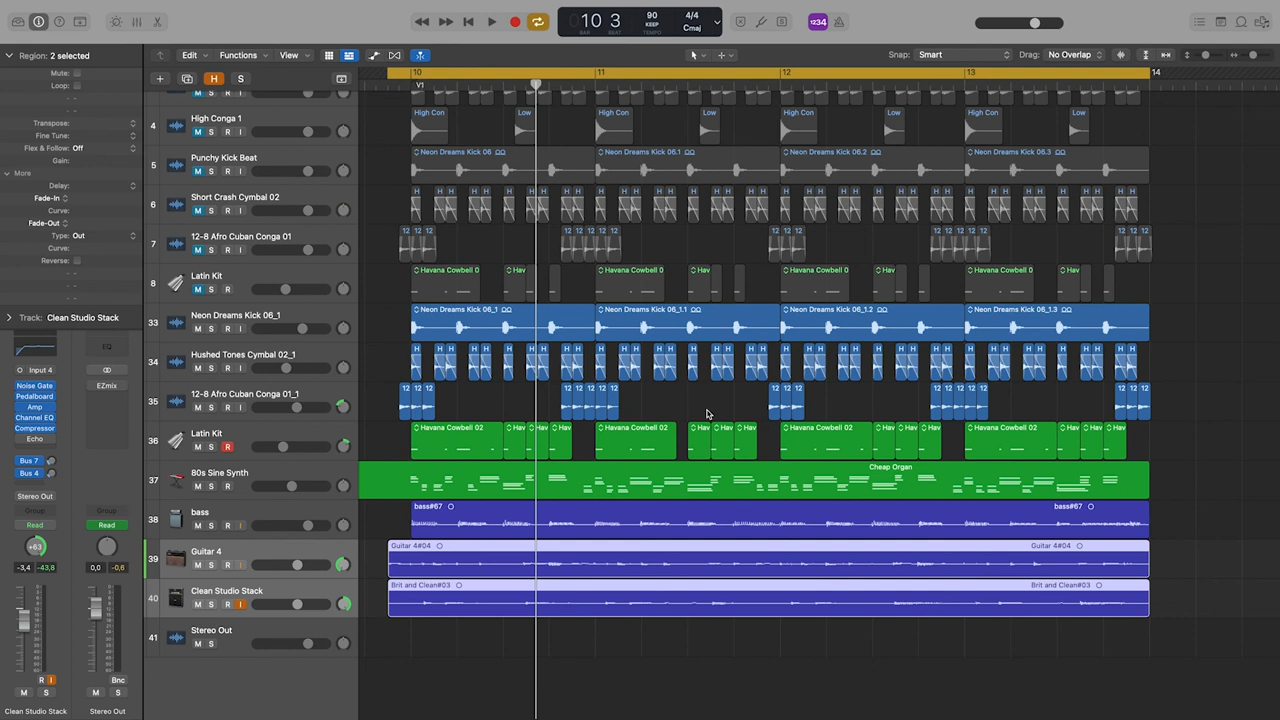 10 3
BAR BEAT
90
KEEP
TEMPO
4/4
Cmaj
1234
Region: 2 selected
Edit
Functions
View
Snap: Smart
Drag: No Overlap
Mute:
Loop:
Transpose:
Fine Tune:
Flex & Follow: Off
Gain:
More
Delay:
Fade-In
Curve:
Fade-Out
Type: Out
Curve:
Reverse:
Track: Clean Studio Stack
Input 4
EQ
Noise Gate
EZmix
Pedalboard
Amp
Channel EQ
Compressor
Echo
Bus 7
Bus 4
Stereo Out
Group
Group
Read
Read
+63
-3,4 -43,8
0,0 -0,6
R I
Bnc
M S
M S
Clean Studio Stack
Stereo Out
H S
10 11 12 13 14
V1
M S R I
4 High Conga 1
M S R I
High Con Low High Con Low High Con Low High Con Low
5 Punchy Kick Beat
M S R I
Neon Dreams Kick 06 Neon Dreams Kick 06.1 Neon Dreams Kick 06.2 Neon Dreams Kick 06.3
6 Short Crash Cymbal 02
M S R I
7 12-8 Afro Cuban Conga 01
M S R I
8 Latin Kit
M S R
Havana Cowbell 0 Hav Havana Cowbell 0 Hav Havana Cowbell 0 Hav Havana Cowbell 0 Hav
33 Neon Dreams Kick 06_1
M S R I
Neon Dreams Kick 06_1 Neon Dreams Kick 06_1.1 Neon Dreams Kick 06_1.2 Neon Dreams Kick 06_1.3
34 Hushed Tones Cymbal 02_1
M S R I
35 12-8 Afro Cuban Conga 01_1
M S R I
36 Latin Kit
M S R
Havana Cowbell 02 Hav Hav Hav Havana Cowbell 02 Hav Hav Hav Havana Cowbell 02 Hav Hav Hav Havana Cowbell 02 Hav Hav Hav
37 80s Sine Synth
M S R
Cheap Organ
38 bass
M S R I
bass#67 bass#67
39 Guitar 4
M S R I
Guitar 4#04 Guitar 4#04
40 Clean Studio Stack
M S R I
Brit and Clean#03 Brit and Clean#03
41 Stereo Out
M S